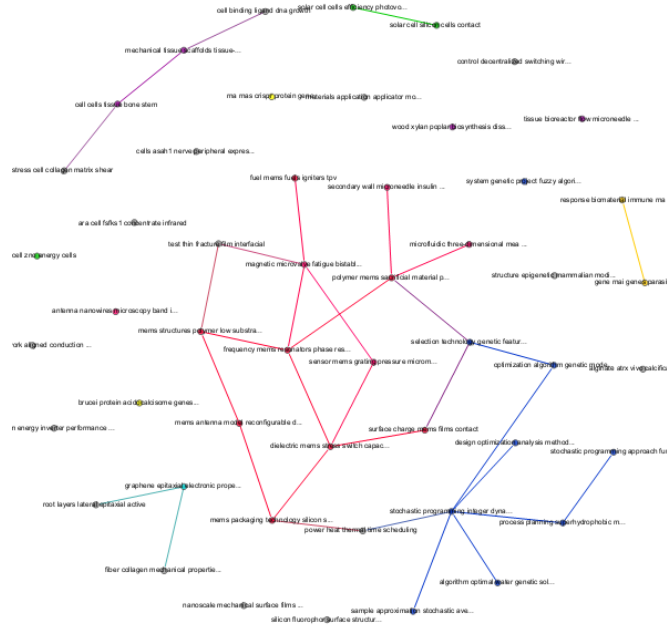 solar cell cells efficiency photovo...
cell binding ligand dna growth
solar cell silicon cells contact
mechanical tissue scaffolds tissue-...
control decentralized switching wir...
rna mas crispr protein genes
materials application applicator mo...
cell cells tissue bone stem
tissue bioreactor flow microneedle ...
wood xylan poplar biosynthesis diss...
cells asah1 nerve peripheral expres...
stress cell collagen matrix shear
fuel mems fuels igniters tpv
secondary wall microneedle insulin ...
system genetic project fuzzy algori...
response biomaterial immune ma
ara cell fsfks1 concentrate infrared
test thin fracture film interfacial
microfluidic three dimensional mea ...
cell zno energy cells
magnetic microwave fatigue bistabl...
polymer mems sacrificial material p...
structure epigenetic mammalian modi...
gene mai genes parasi
antenna nanowires microscopy band i...
mems structures polymer low substra...
ork aligned conduction ...
frequency mems resonators phase res...
selection technology genetic featur...
sensor mems grating pressure microm...
optimization algorithm genetic mode...
alginate atrx vivo calcifica
brucei protein acidocalcisome genes...
mems antenna model reconfigurable d...
n energy inverter performance ...
surface charge mems films contact
dielectric mems strain switch capac...
design optimization analysis method...
stochastic programming approach fu
graphene epitaxial electronic prope...
root layers lateral epitaxial active
mems packaging technology silicon s...
stochastic programming integer dyna...
power heat thermal time scheduling
process planning superhydrophobic m...
fiber collagen mechanical propertie...
algorithm optimal water genetic sol...
nanoscale mechanical surface films ...
sample approximation stochastic ave...
silicon fluorophor surface structur...